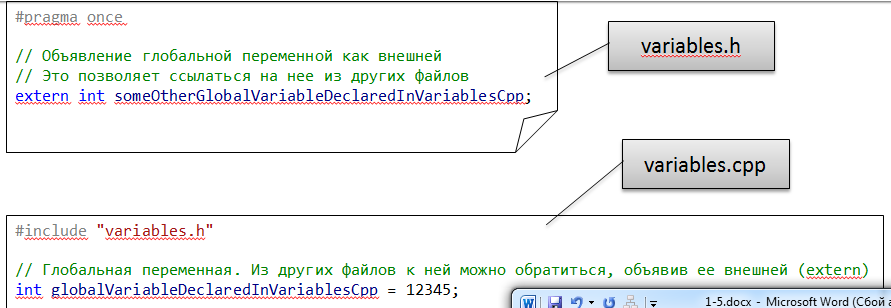 #pragma once
variables.h
// Объявление глобальной переменной как внешней
// Это позволяет ссылаться на нее из других файлов
extern int someOtherGlobalVariableDeclaredInVariablesCpp;
variables.cpp
#include "variables.h"
// Глобальная переменная. Из других файлов к ней можно обратиться, объявив ее внешней (extern)
int globalVariableDeclaredInVariablesCpp = 12345;
1-5.docx - Microsoft Word (Сбой а